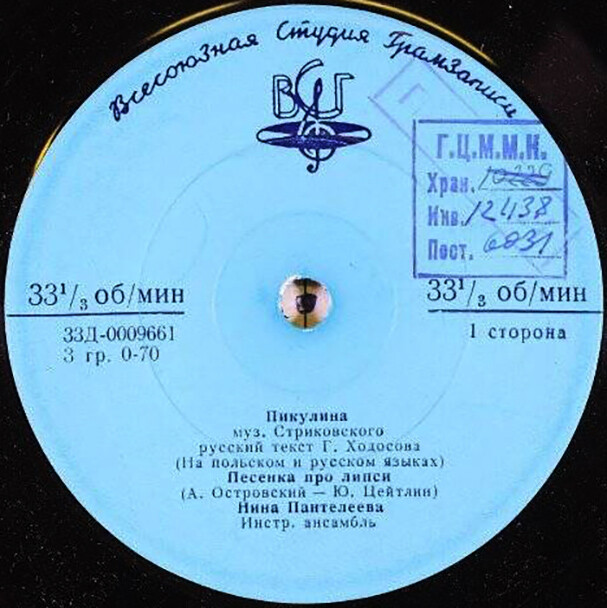 Всесоюзная Студия Грамзаписи
ВСГ
Г.Ц.М.М.К.
Хран. 10229
Инв. 12438
Пост. 6031
33¹/₃ об/мин
33¹/₃ об/мин
33Д-0009661
3 гр. 0-70
1 сторона
Пикулина
муз. Стриковского
русский текст Г. Ходосова
(На польском и русском языках)
Песенка про липси
(А. Островский — Ю. Цейтлин)
Нина Пантелеева
Инстр. ансамбль